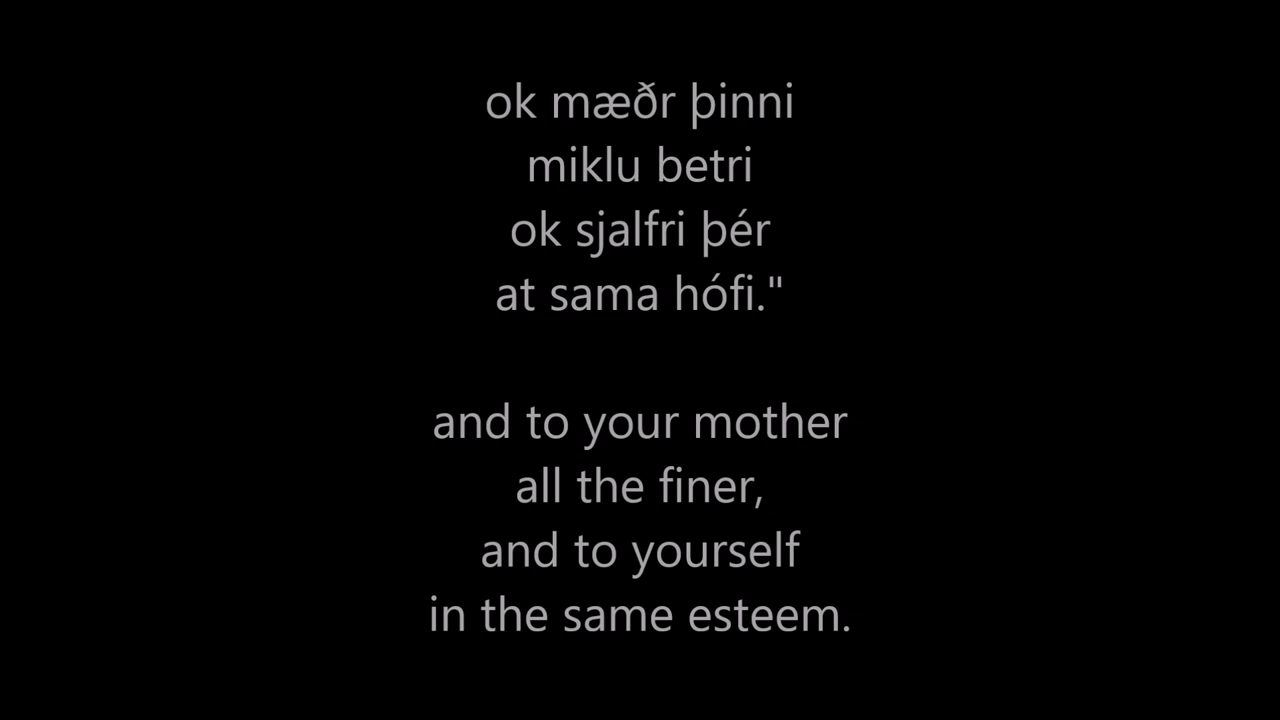 ok mæðr þinni
miklu betri
ok sjalfri þér
at sama hófi."
and to your mother
all the finer,
and to yourself
in the same esteem.